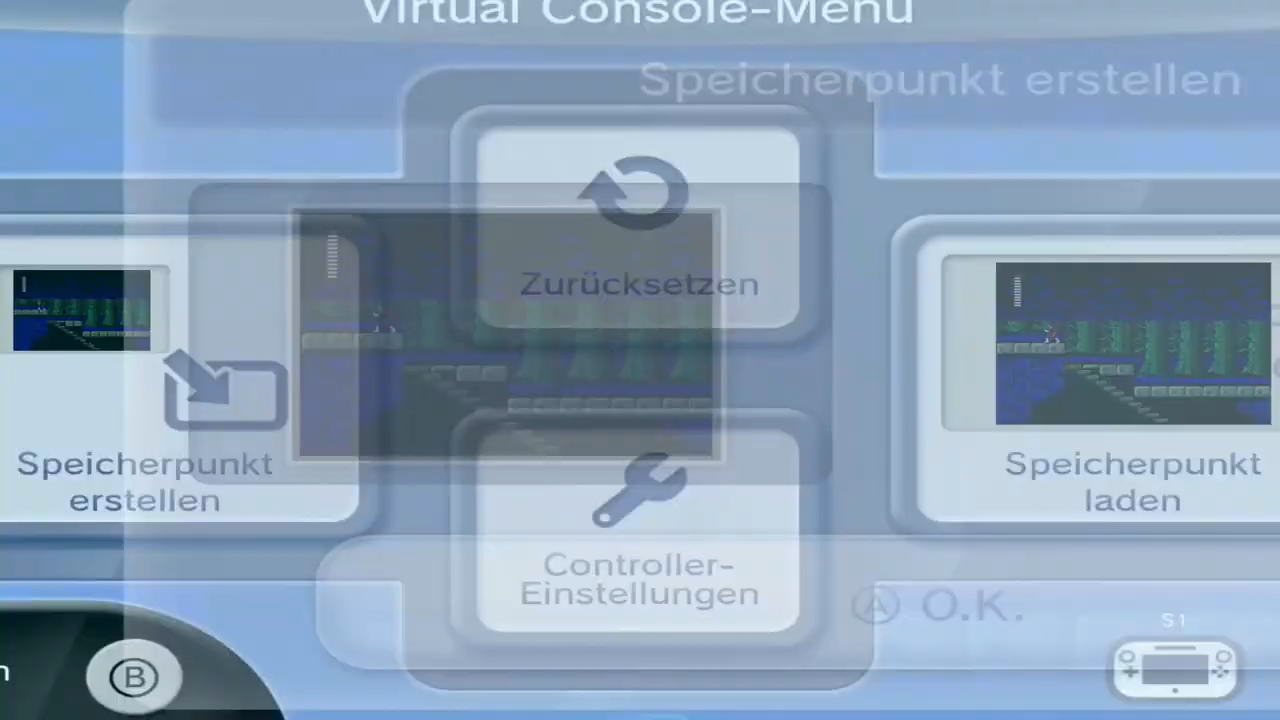 Virtual Console-Menü
Speicherpunkt erstellen
Zurücksetzen
Speicherpunkt
erstellen
Speicherpunkt
laden
Controller-
Einstellungen
A O.K.
S1
n
B